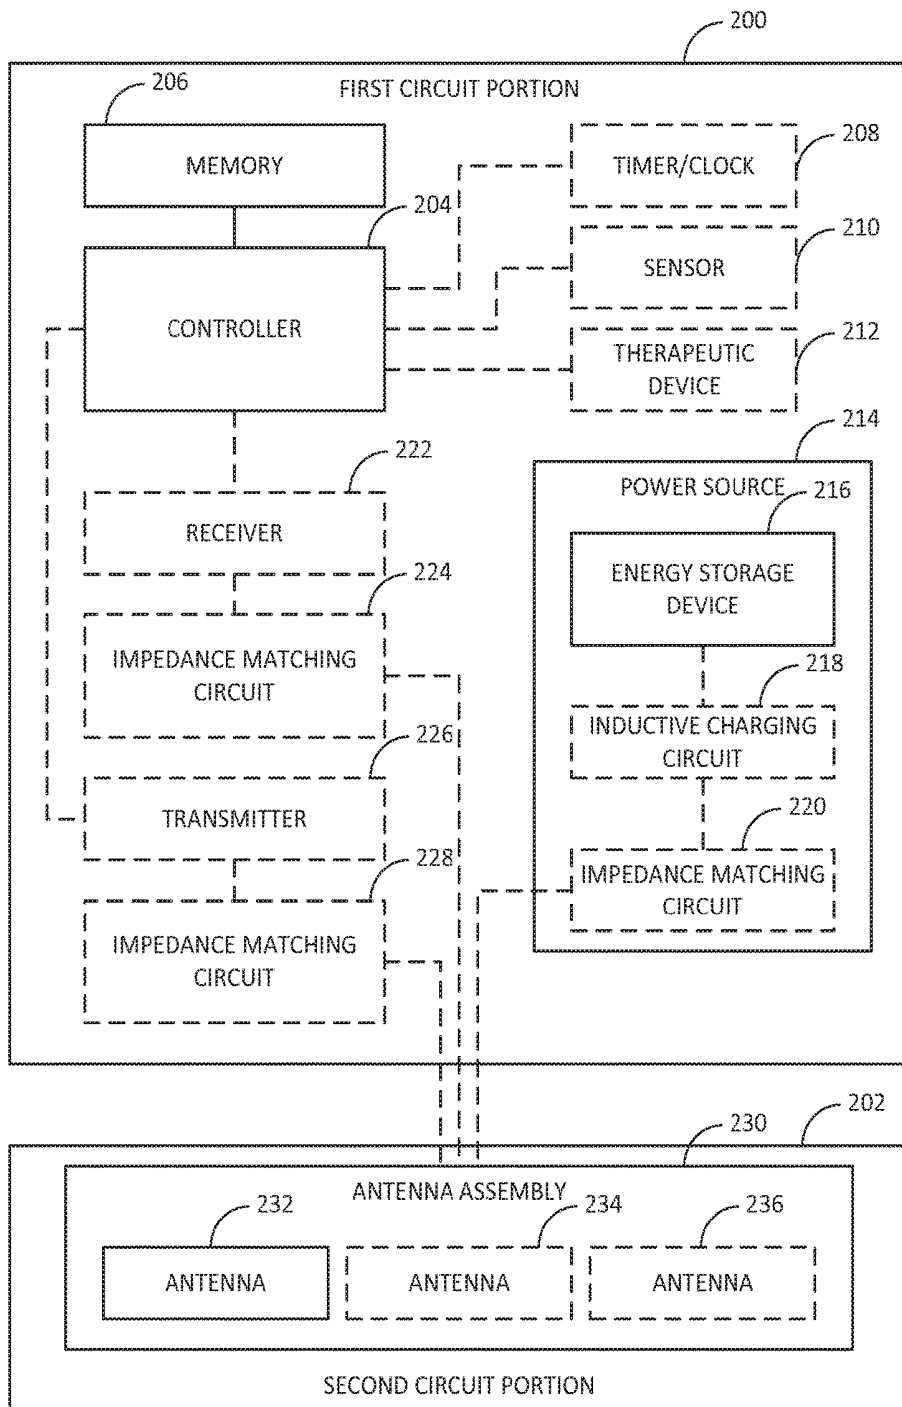 200
FIRST CIRCUIT PORTION
206
MEMORY
208
TIMER/CLOCK
204
CONTROLLER
210
SENSOR
212
THERAPEUTIC
DEVICE
214
POWER SOURCE
216
ENERGY STORAGE
DEVICE
218
INDUCTIVE CHARGING
CIRCUIT
220
IMPEDANCE MATCHING
CIRCUIT
222
RECEIVER
224
IMPEDANCE MATCHING
CIRCUIT
226
TRANSMITTER
228
IMPEDANCE MATCHING
CIRCUIT
202
230
ANTENNA ASSEMBLY
232
ANTENNA
234
ANTENNA
236
ANTENNA
SECOND CIRCUIT PORTION